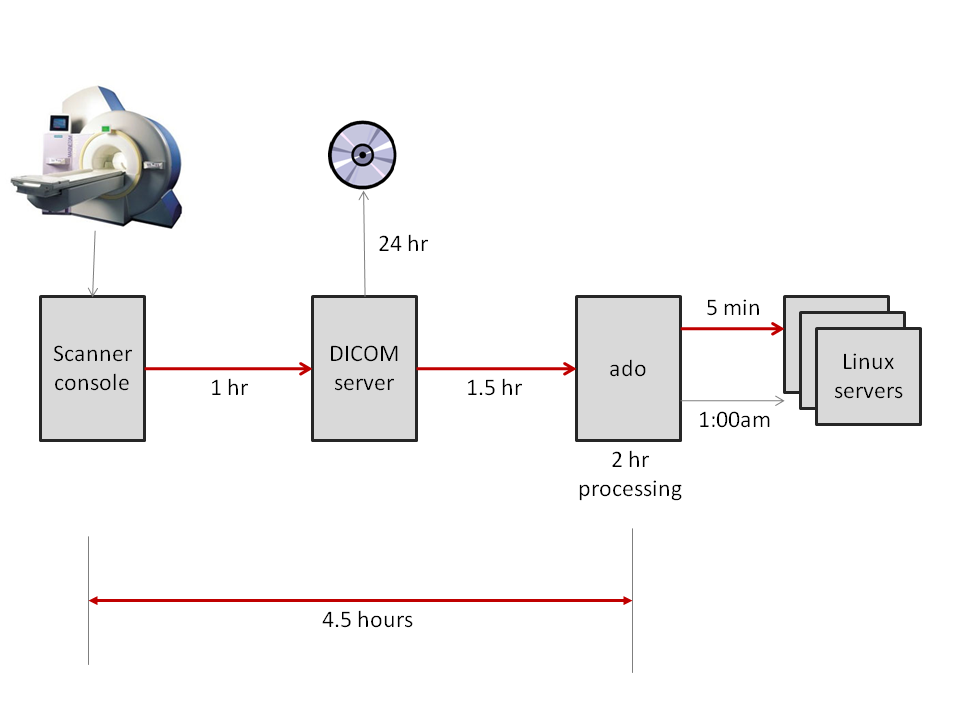 24 hr
Scanner
console
1 hr
DICOM
server
1.5 hr
ado
2 hr
processing
5 min
1:00am
Linux
servers
4.5 hours